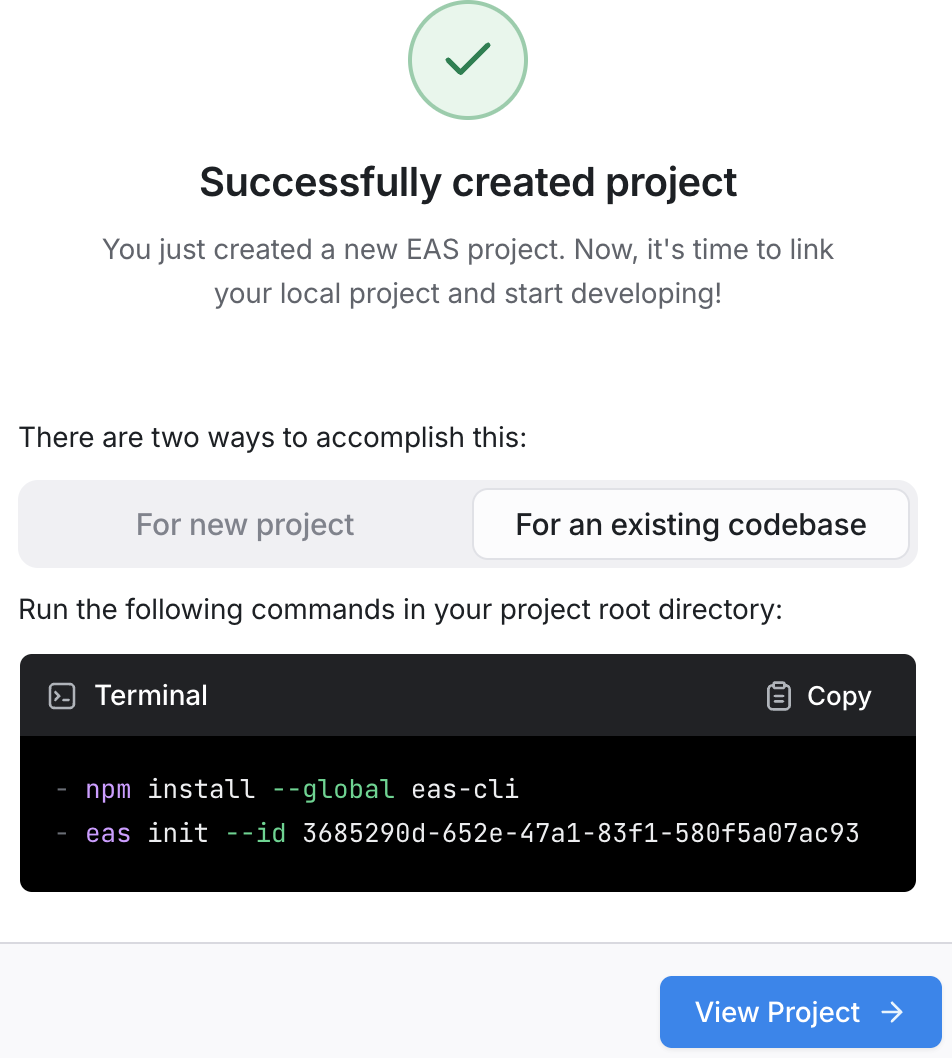 Successfully created project
You just created a new EAS project. Now, it's time to link
your local project and start developing!
There are two ways to accomplish this:
For new project
For an existing codebase
Run the following commands in your project root directory:
Terminal
Copy
- npm install --global eas-cli
- eas init --id 3685290d-652e-47a1-83f1-580f5a07ac93
View Project →